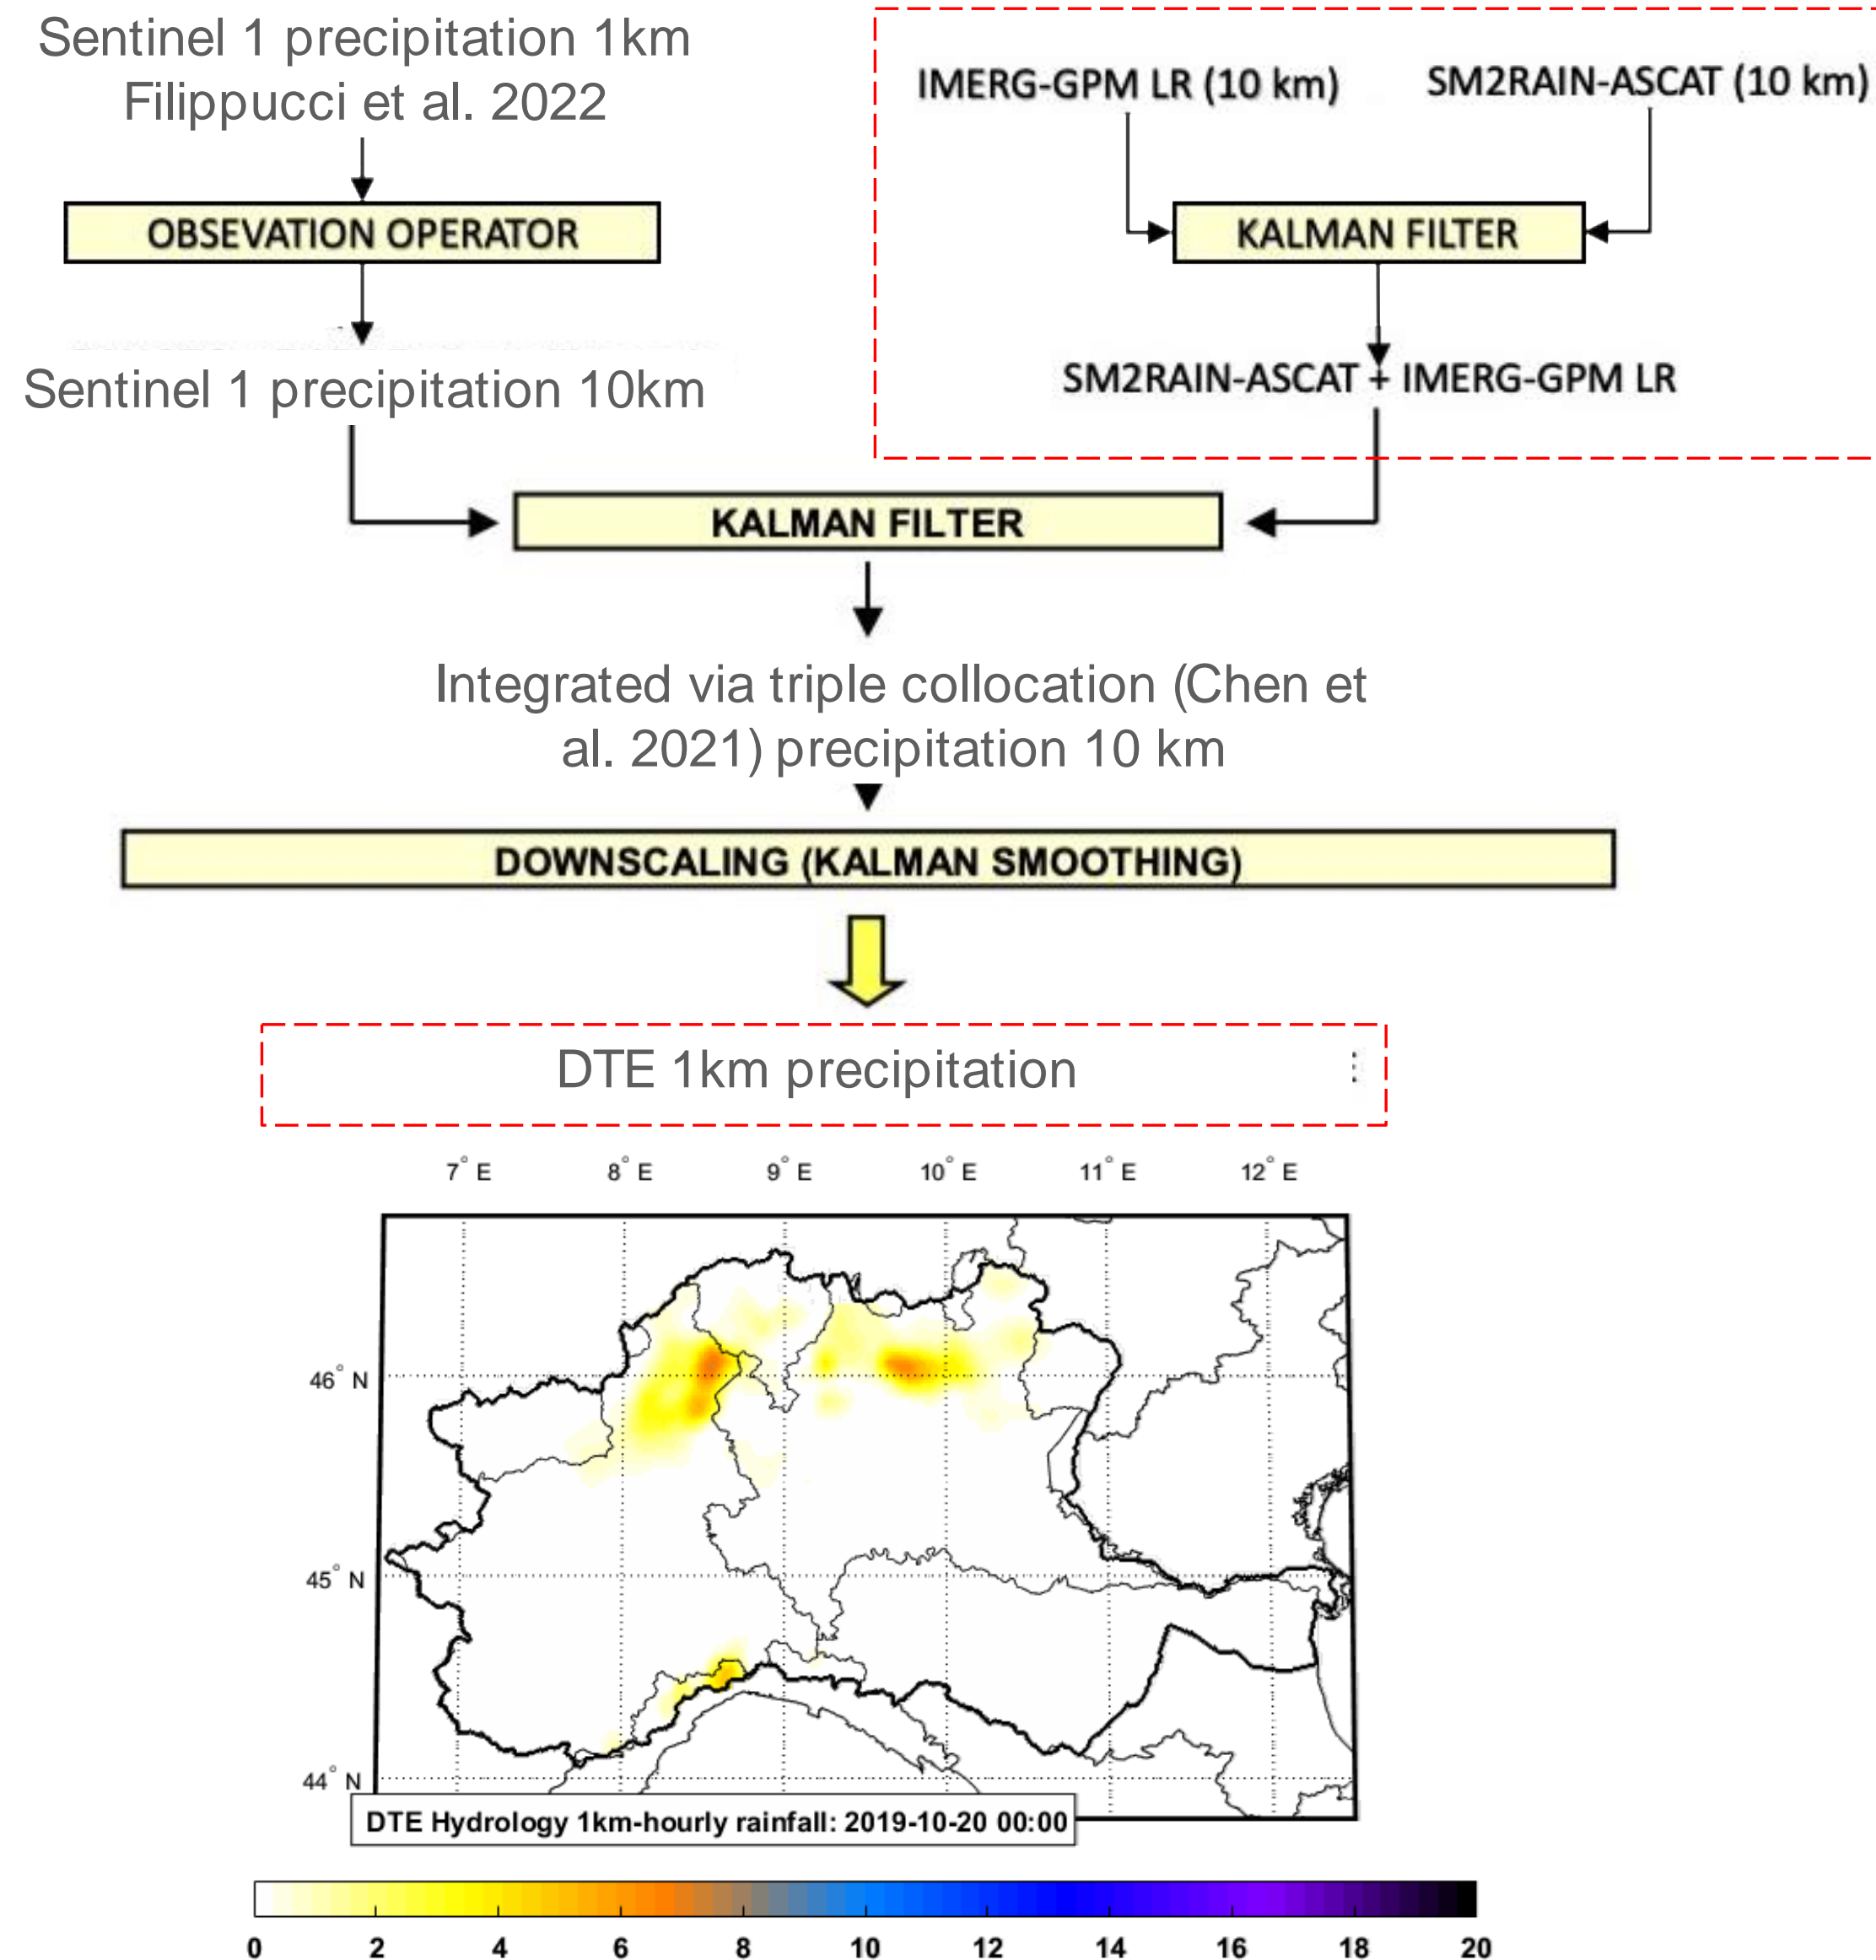 Sentinel 1 precipitation 1km
Filippucci et al. 2022
IMERG-GPM LR (10 km)
SM2RAIN-ASCAT (10 km)
OBSEVATION OPERATOR
KALMAN FILTER
Sentinel 1 precipitation 10km
SM2RAIN-ASCAT + IMERG-GPM LR
KALMAN FILTER
Integrated via triple collocation (Chen et
al. 2021) precipitation 10 km
DOWNSCALING (KALMAN SMOOTHING)
DTE 1km precipitation
7° E 8° E 9° E 10° E 11° E 12° E
46° N
45° N
44° N
DTE Hydrology 1km-hourly rainfall: 2019-10-20 00:00
0 2 4 6 8 10 12 14 16 18 20